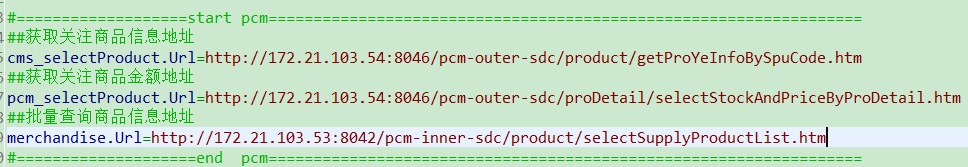 #===================start pcm=================================================================
##获取关注商品信息地址
cms_selectProduct.Url=http://172.21.103.54:8046/pcm-outer-sdc/product/getProYeInfoBySpuCode.htm
##获取关注商品金额地址
pcm_selectProduct.Url=http://172.21.103.54:8046/pcm-outer-sdc/proDetail/selectStockAndPriceByProDetail.htm
##批量查询商品信息地址
merchandise.Url=http://172.21.103.53:8042/pcm-inner-sdc/product/selectSupplyProductList.htm
#====================end  pcm=================================================================